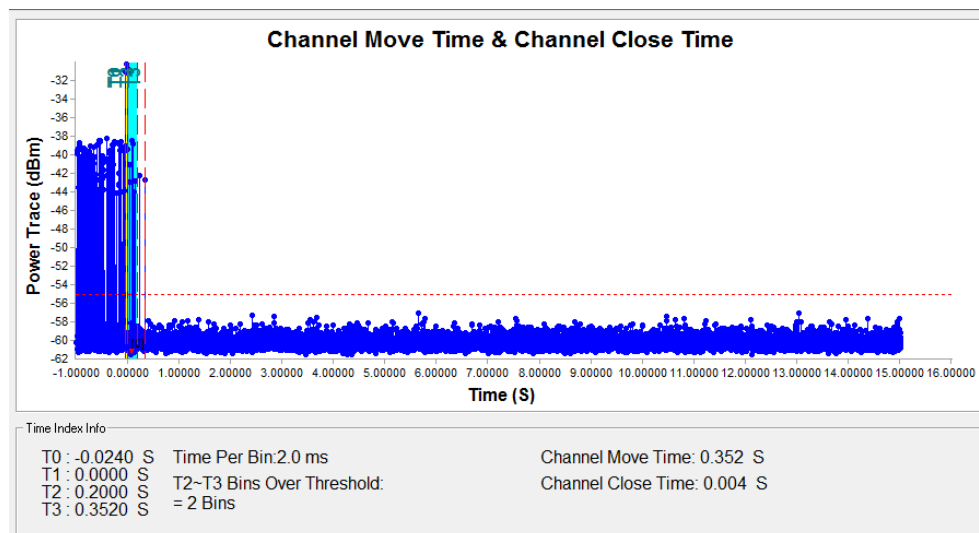 Channel Move Time & Channel Close Time
Power Trace (dBm)
-32
-34
-36
-38
-40
-42
-44
-46
-48
-50
-52
-54
-56
-58
-60
-62
-1.00000 0.00000 1.00000 2.00000 3.00000 4.00000 5.00000 6.00000 7.00000 8.00000 9.00000 10.00000 11.00000 12.00000 13.00000 14.00000 15.00000 16.00000
Time (S)
Time Index Info
T0 : -0.0240 S
T1 : 0.0000 S
T2 : 0.2000 S
T3 : 0.3520 S
Time Per Bin:2.0 ms
T2~T3 Bins Over Threshold:
= 2 Bins
Channel Move Time: 0.352 S
Channel Close Time: 0.004 S